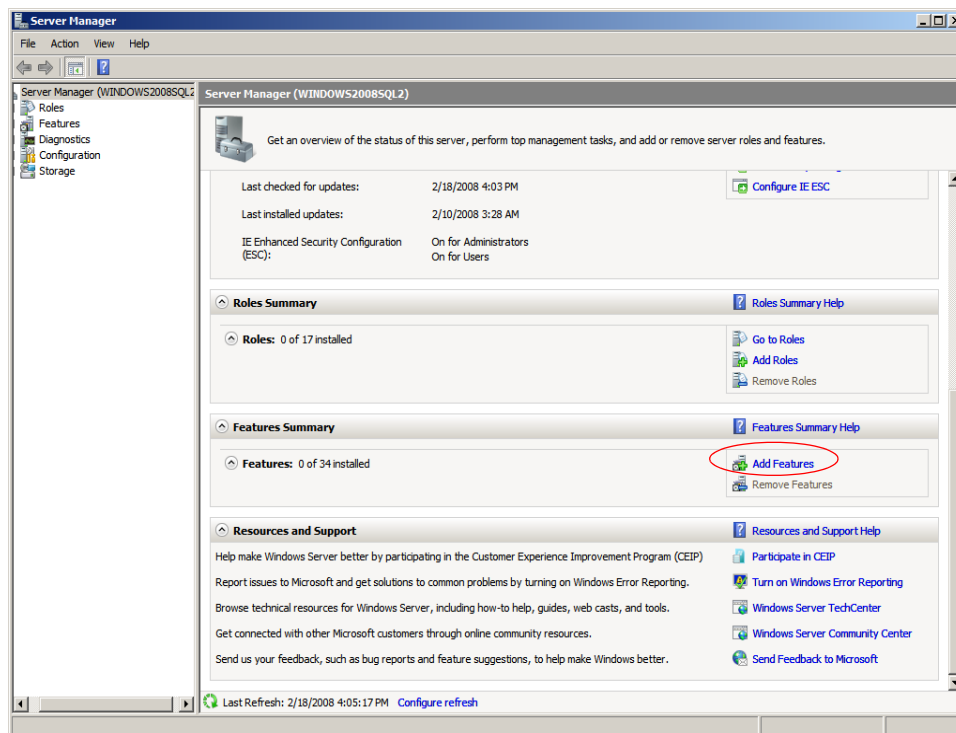 Server Manager
File Action View Help
Server Manager (WINDOWS2008SQL2
Roles
Features
Diagnostics
Configuration
Storage
Server Manager (WINDOWS2008SQL2)
Get an overview of the status of this server, perform top management tasks, and add or remove server roles and features.
Last checked for updates: 2/18/2008 4:03 PM
Configure IE ESC
Last installed updates: 2/10/2008 3:28 AM
IE Enhanced Security Configuration (ESC): On for Administrators
On for Users
Roles Summary
Roles Summary Help
Roles: 0 of 17 installed
Go to Roles
Add Roles
Remove Roles
Features Summary
Features Summary Help
Features: 0 of 34 installed
Add Features
Remove Features
Resources and Support
Resources and Support Help
Help make Windows Server better by participating in the Customer Experience Improvement Program (CEIP)
Participate in CEIP
Report issues to Microsoft and get solutions to common problems by turning on Windows Error Reporting.
Turn on Windows Error Reporting
Browse technical resources for Windows Server, including how-to help, guides, web casts, and tools.
Windows Server TechCenter
Get connected with other Microsoft customers through online community resources.
Windows Server Community Center
Send us your feedback, such as bug reports and feature suggestions, to help make Windows better.
Send Feedback to Microsoft
Last Refresh: 2/18/2008 4:05:17 PM Configure refresh